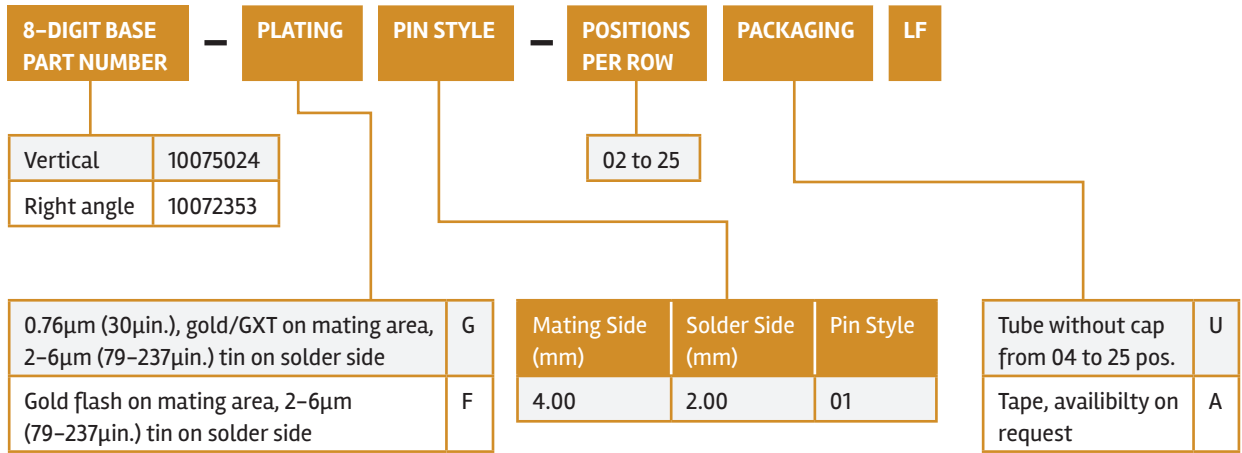 8–DIGIT BASE
PART NUMBER
–
PLATING
PIN STYLE
–
POSITIONS
PER ROW
PACKAGING
LF
Vertical 10075024
Right angle 10072353
02 to 25
0.76µm (30µin.), gold/GXT on mating area, G
2–6µm (79–237µin.) tin on solder side
Gold flash on mating area, 2–6µm F
(79–237µin.) tin on solder side
Mating Side Solder Side Pin Style
(mm) (mm)
4.00 2.00 01
Tube without cap U
from 04 to 25 pos.
Tape, availibilty on A
request